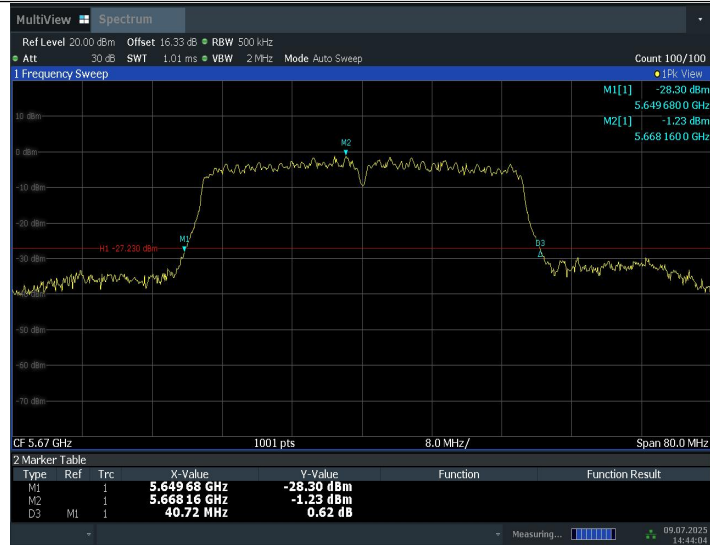 MultiView Spectrum
Ref Level 20.00 dBm Offset 16.33 dB RBW 500 kHz
Att 30 dB SWT 1.01 ms VBW 2 MHz Mode Auto Sweep Count 100/100
1 Frequency Sweep 1Pk View
M1[1] -28.30 dBm
5.649 680 0 GHz
M2[1] -1.23 dBm
5.668 160 0 GHz
10 dBm
M2
0 dBm
-10 dBm
-20 dBm
M1
D3
H1 -27.230 dBm
-30 dBm
-40 dBm
-50 dBm
-60 dBm
-70 dBm
CF 5.67 GHz 1001 pts 8.0 MHz/ Span 80.0 MHz
2 Marker Table
Type Ref Trc X-Value Y-Value Function Function Result
M1 1 5.649 68 GHz -28.30 dBm
M2 1 5.668 16 GHz -1.23 dBm
D3 M1 1 40.72 MHz 0.62 dB
Measuring... 09.07.2025
14:44:04